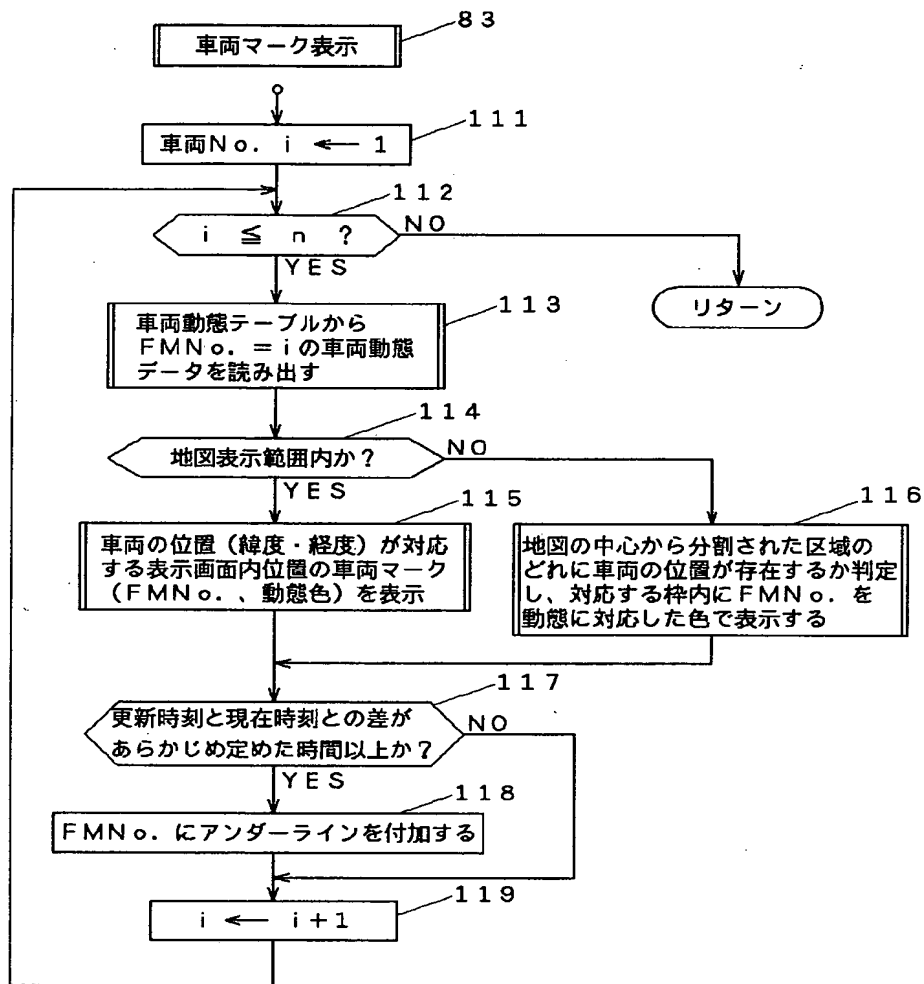 83
車両マーク表示
111
車両No. i ← 1
112
i ≦ n ?
NO
YES
リターン
113
車両動態テーブルから
FMNo. = iの車両動態
データを読み出す
114
地図表示範囲内か?
NO
YES
115
車両の位置(緯度・経度)が対応
する表示画面内位置の車両マーク
(FMNo.、動態色)を表示
116
地図の中心から分割された区域の
どれに車両の位置が存在するか判定
し、対応する枠内にFMNo.を
動態に対応した色で表示する
117
更新時刻と現在時刻との差が
あらかじめ定めた時間以上か?
NO
YES
118
FMNo.にアンダーラインを付加する
119
i ← i+1